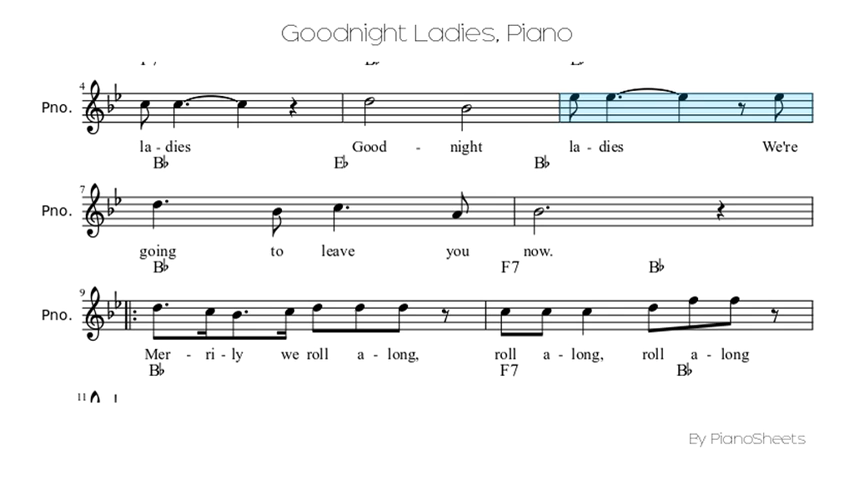 Goodnight Ladies, Piano
4
Pno.
la - dies Good - night la - dies We're
B♭ E♭ B♭
7
Pno.
going to leave you now.
B♭ F7 B♭
9
Pno.
Mer - ri - ly we roll a - long, roll a - long, roll a - long
B♭ F7 B♭
11
By PianoSheets